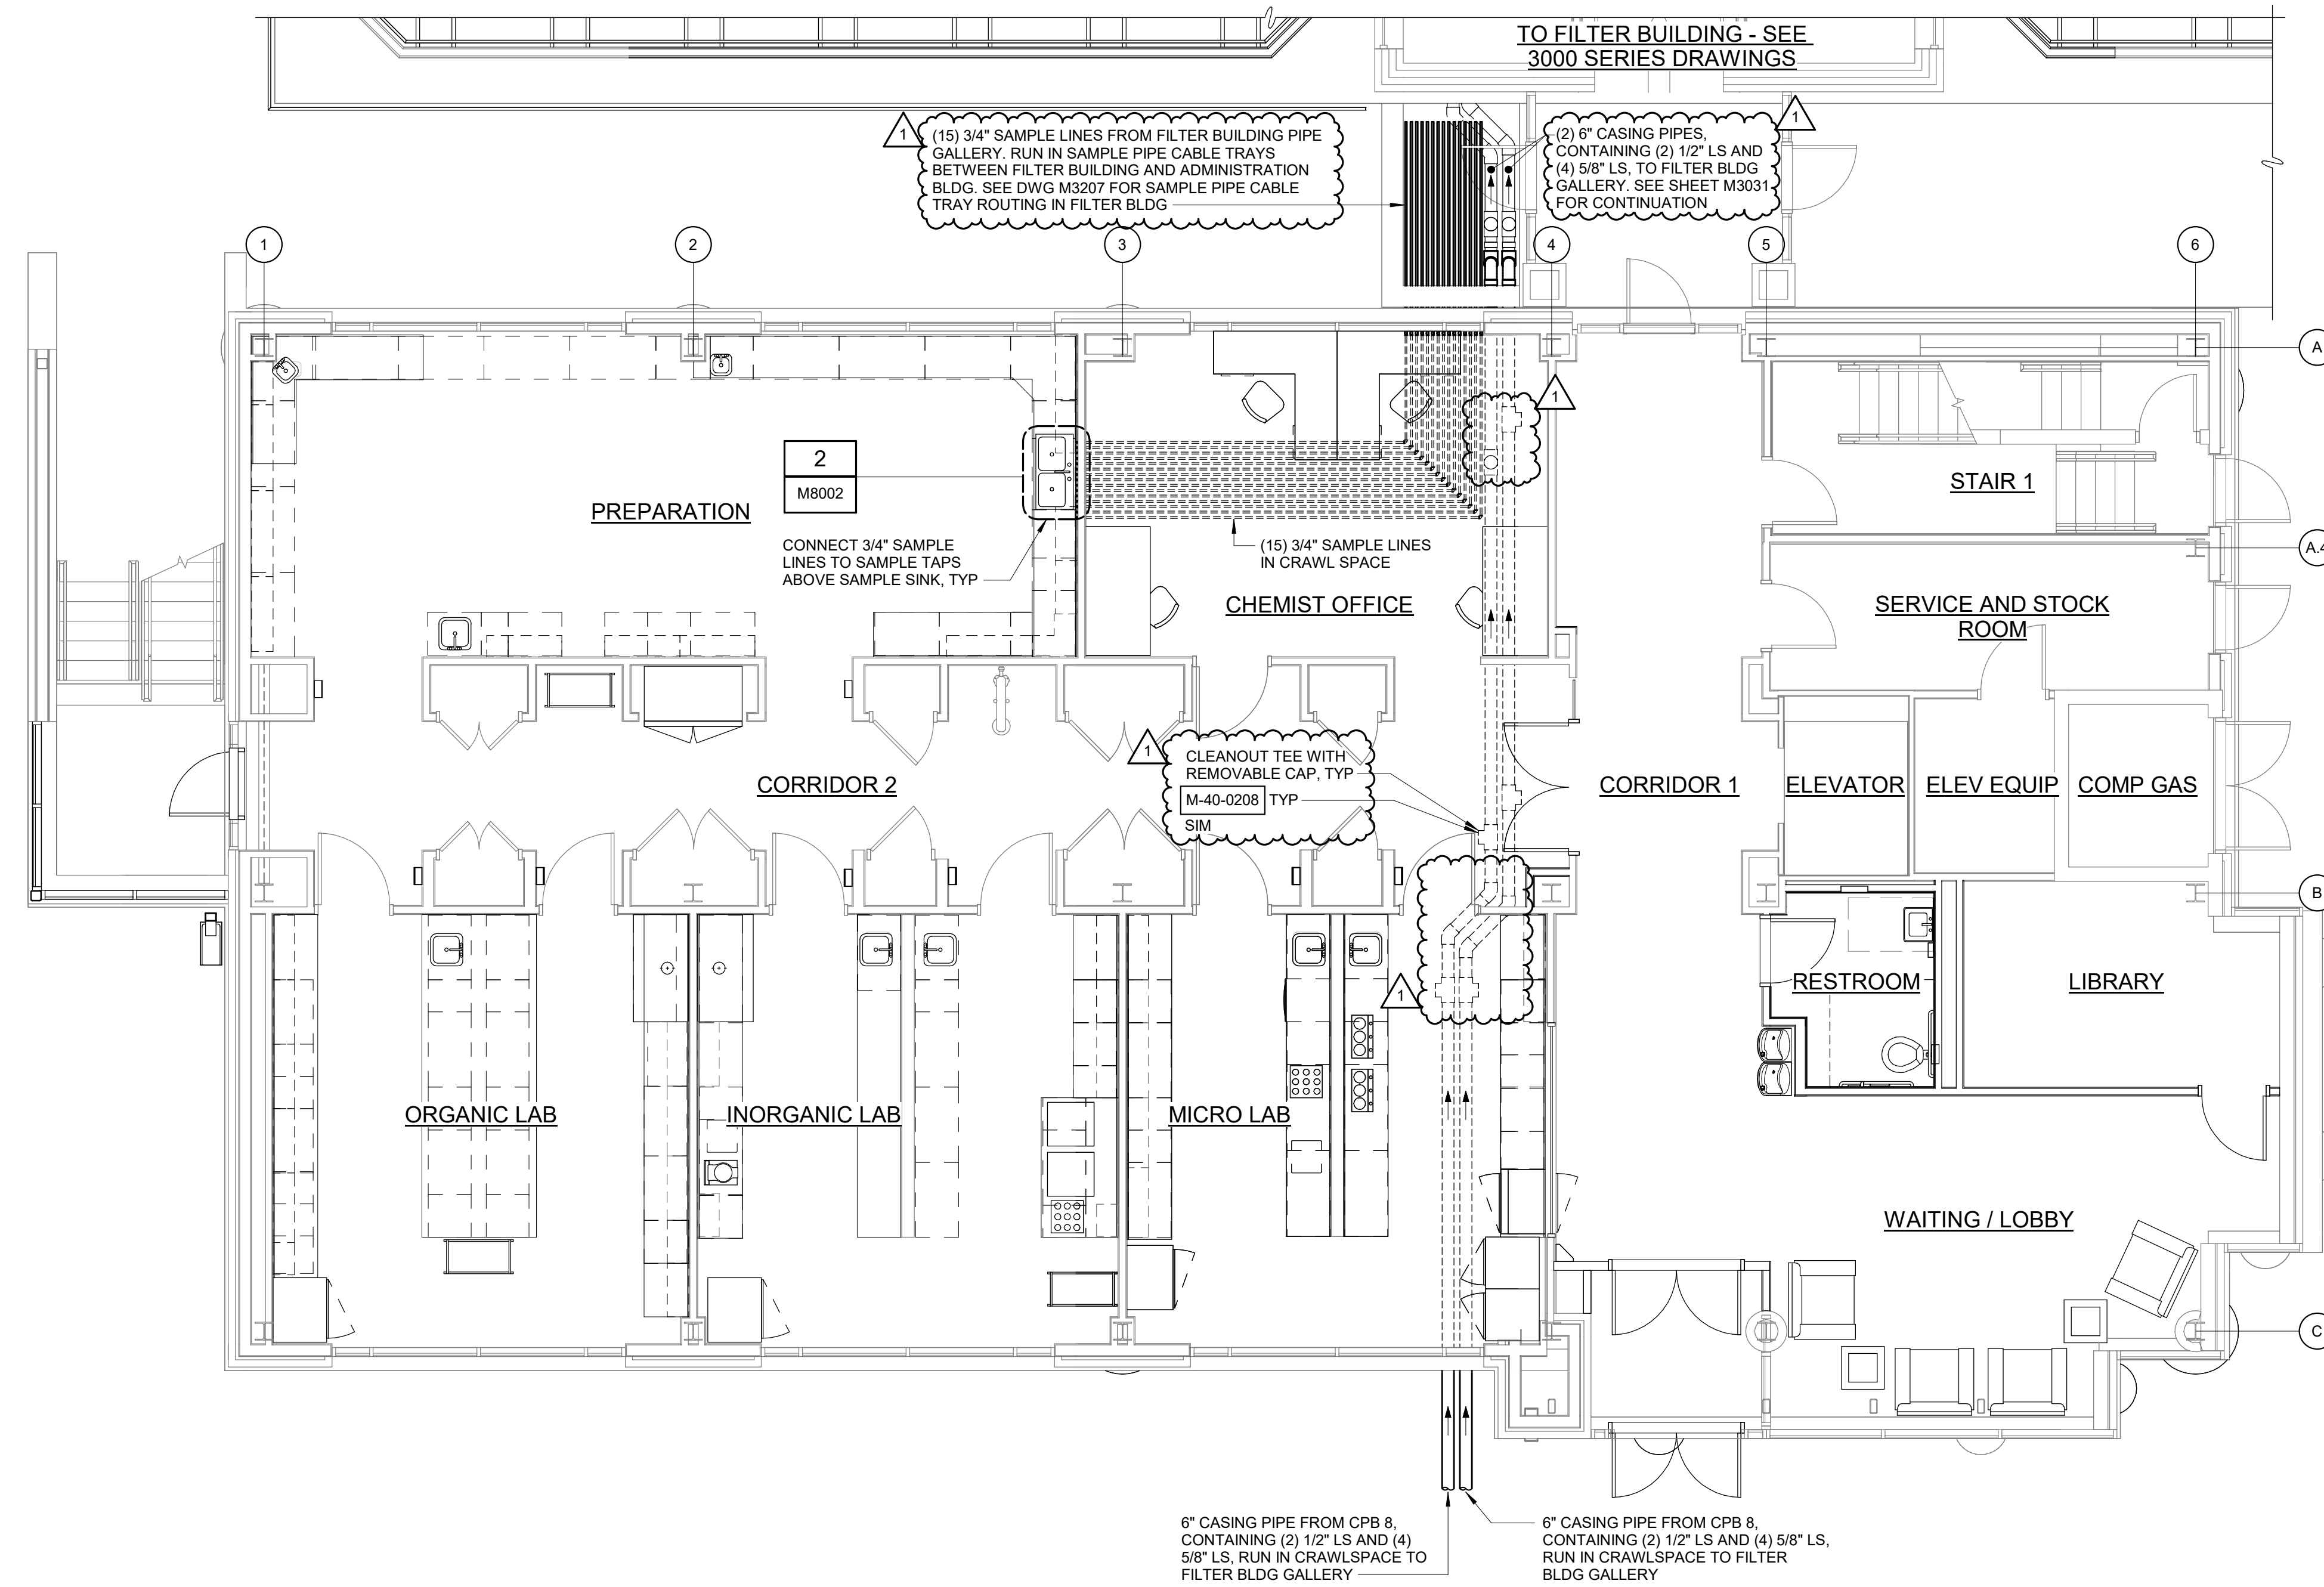 TO FILTER BUILDING - SEE
3000 SERIES DRAWINGS
1
(15) 3/4" SAMPLE LINES FROM FILTER BUILDING PIPE
GALLERY. RUN IN SAMPLE PIPE CABLE TRAYS
BETWEEN FILTER BUILDING AND ADMINISTRATION
BLDG. SEE DWG M3207 FOR SAMPLE PIPE CABLE
TRAY ROUTING IN FILTER BLDG
1
(2) 6" CASING PIPES,
CONTAINING (2) 1/2" LS AND
(4) 5/8" LS, TO FILTER BLDG
GALLERY. SEE SHEET M3031
FOR CONTINUATION
1
2
3
4
5
6
A
1
2
M8002
PREPARATION
STAIR 1
CONNECT 3/4" SAMPLE
LINES TO SAMPLE TAPS
ABOVE SAMPLE SINK, TYP
(15) 3/4" SAMPLE LINES
IN CRAWL SPACE
A.4
CHEMIST OFFICE
SERVICE AND STOCK
ROOM
1
CLEANOUT TEE WITH
REMOVABLE CAP, TYP
M-40-0208 TYP
SIM
CORRIDOR 2
CORRIDOR 1
ELEVATOR
ELEV EQUIP
COMP GAS
B
1
RESTROOM
LIBRARY
ORGANIC LAB
INORGANIC LAB
MICRO LAB
WAITING / LOBBY
C
6" CASING PIPE FROM CPB 8,
CONTAINING (2) 1/2" LS AND (4)
5/8" LS, RUN IN CRAWLSPACE TO
FILTER BLDG GALLERY
6" CASING PIPE FROM CPB 8,
CONTAINING (2) 1/2" LS AND (4) 5/8" LS,
RUN IN CRAWLSPACE TO FILTER
BLDG GALLERY